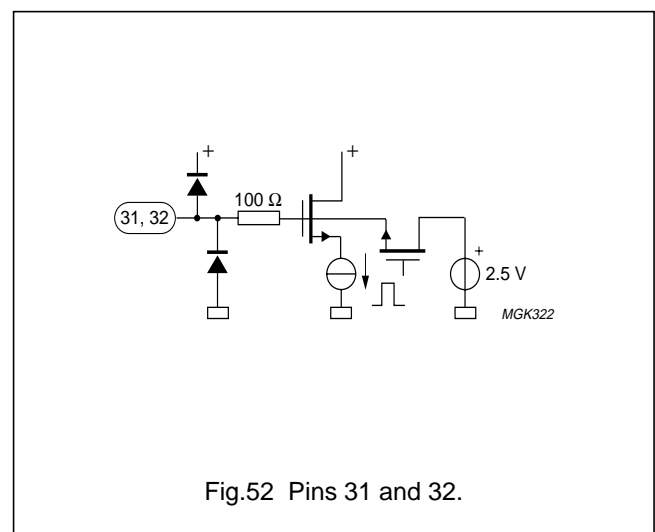 + +
100 Ω
31, 32
+
2.5 V
MGK322
Fig.52 Pins 31 and 32.